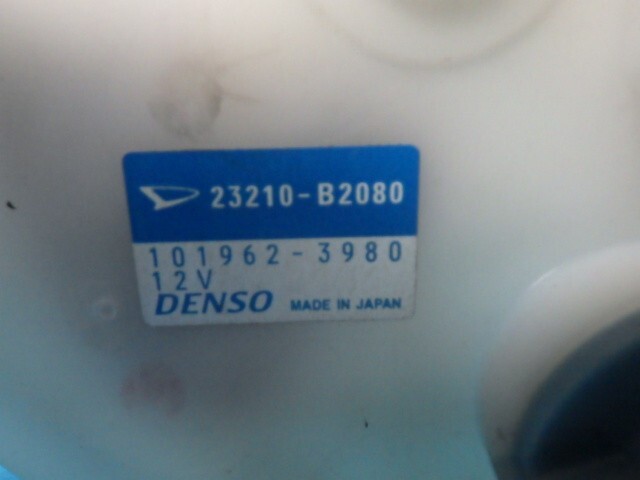 23210-B2080
101962-3980
12V
DENSO MADE IN JAPAN